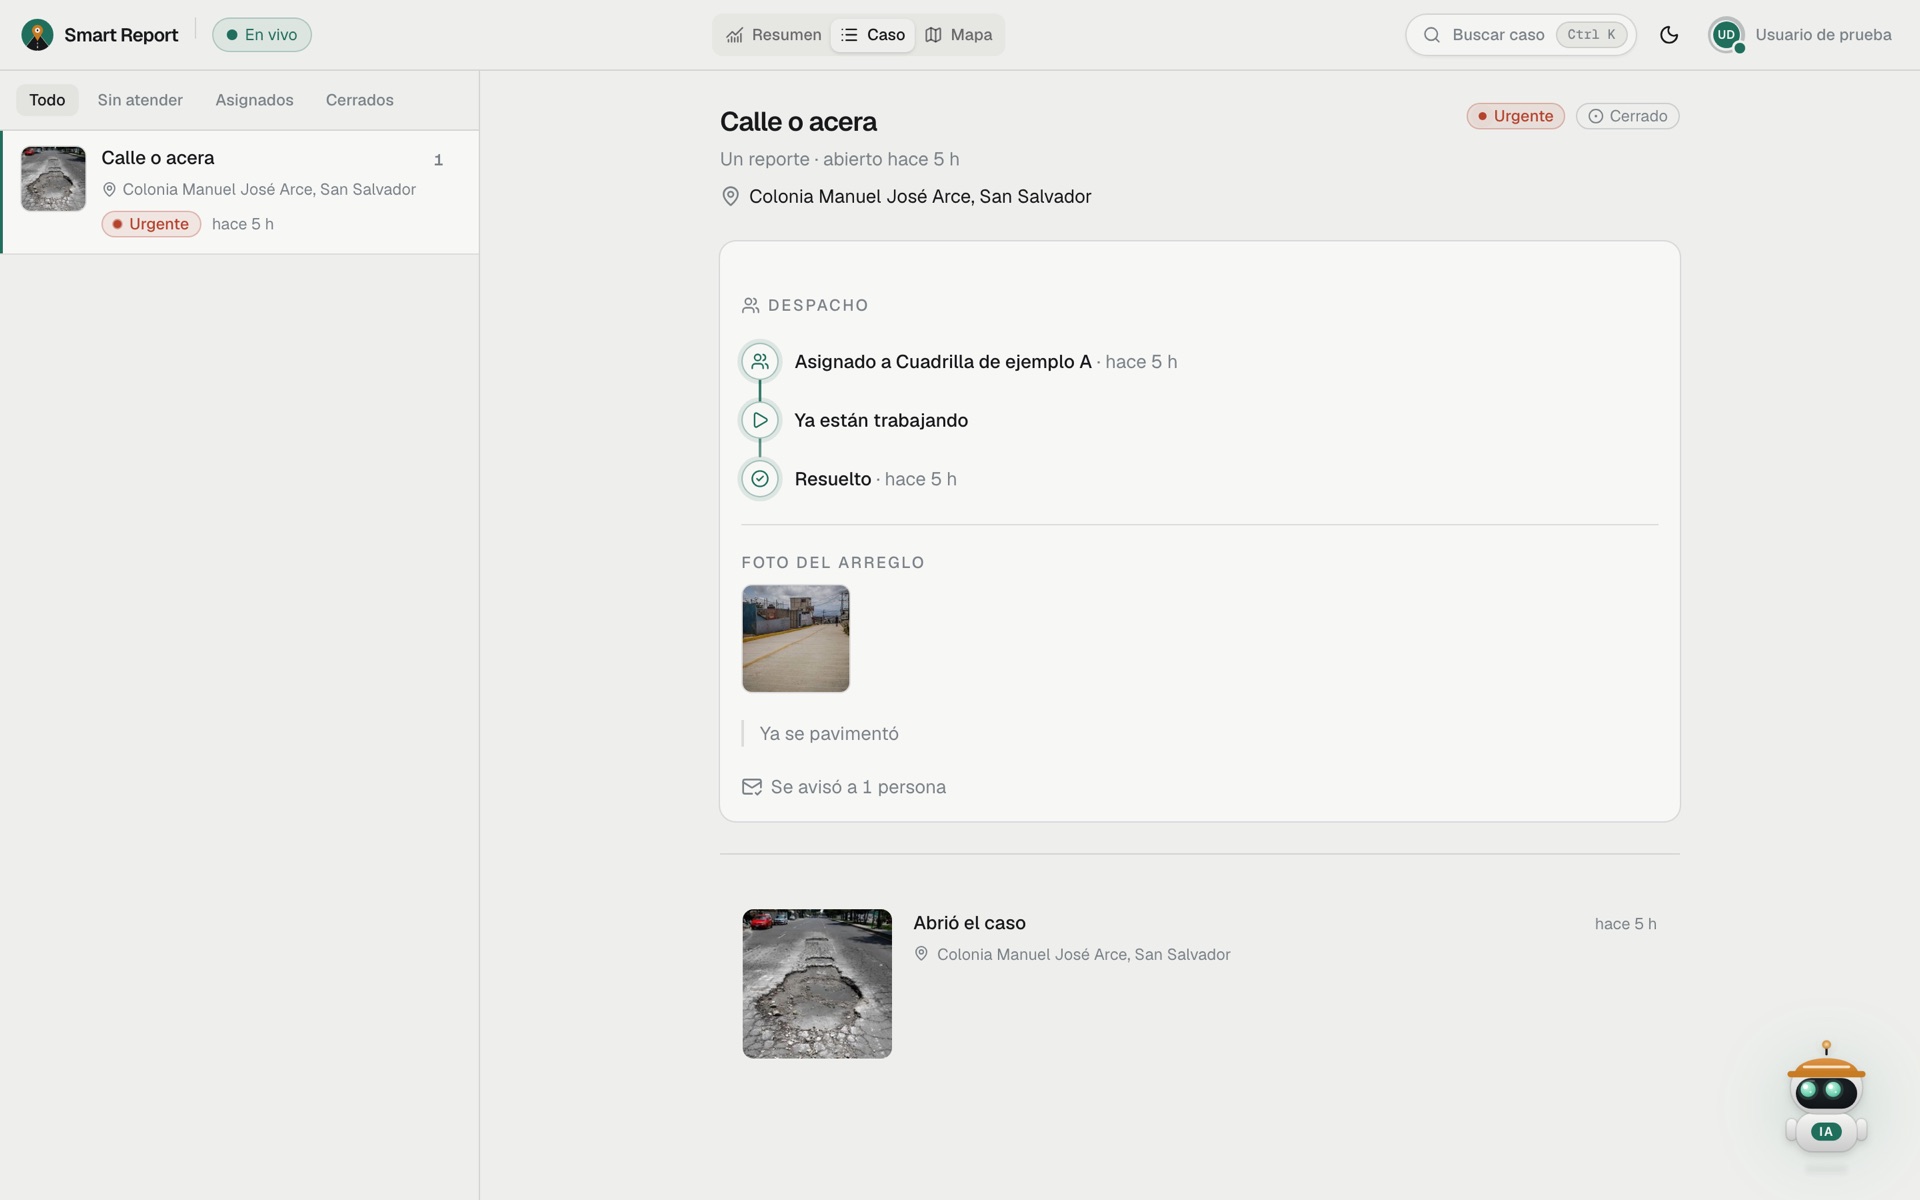 Smart Report
En vivo
Resumen
Caso
Mapa
Buscar caso
Ctrl K
UD
Usuario de prueba
Todo
Sin atender
Asignados
Cerrados
Calle o acera
1
Colonia Manuel José Arce, San Salvador
Urgente
hace 5 h
Calle o acera
Urgente
Cerrado
Un reporte · abierto hace 5 h
Colonia Manuel José Arce, San Salvador
DESPACHO
Asignado a Cuadrilla de ejemplo A · hace 5 h
Ya están trabajando
Resuelto · hace 5 h
FOTO DEL ARREGLO
Ya se pavimentó
Se avisó a 1 persona
Abrió el caso
hace 5 h
Colonia Manuel José Arce, San Salvador
IA